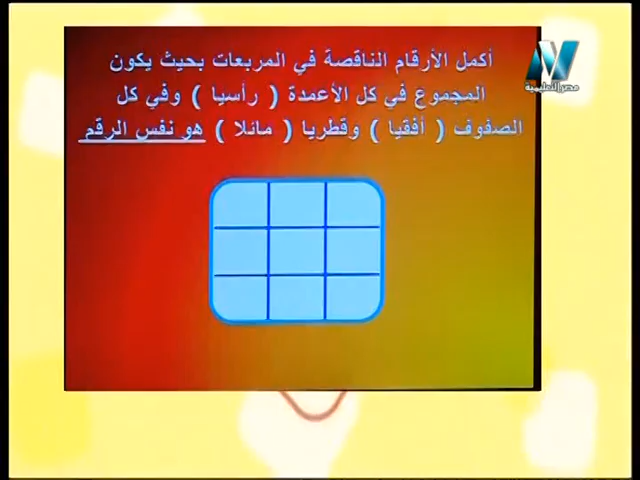 أكمل الأرقام الناقصة في المربعات بحيث يكون
المجموع في كل الأعمدة ( رأسيا ) وفي كل
الصفوف ( أفقيا ) وقطريا ( مائلا ) هو نفس الرقم
مصر التعليمية